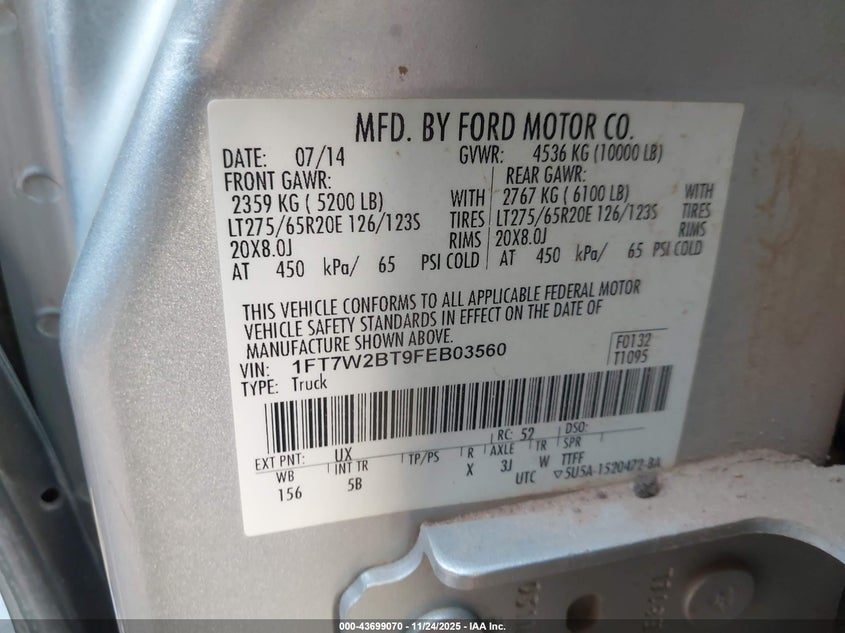 MFD. BY FORD MOTOR CO.
DATE: 07/14 GVWR: 4536 KG (10000 LB)
FRONT GAWR: REAR GAWR:
2359 KG ( 5200 LB) WITH 2767 KG ( 6100 LB) WITH
LT275/65R20E 126/123S TIRES LT275/65R20E 126/123S TIRES
20X8.0J RIMS 20X8.0J RIMS
AT 450 kPa/ 65 PSI COLD AT 450 kPa/ 65 PSI COLD
THIS VEHICLE CONFORMS TO ALL APPLICABLE FEDERAL MOTOR
VEHICLE SAFETY STANDARDS IN EFFECT ON THE DATE OF
MANUFACTURE SHOWN ABOVE.
VIN: 1FT7W2BT9FEB03560 F0132
TYPE: Truck T1095
EXT PNT: UX RC: 52 DSO:
WB INT TR TP/PS R AXLE TR SPR
156 5B X 3J W TTFF
UTC ▽5U5A-1520472-BA
000-43699070 11/24/2025 IAA Inc.